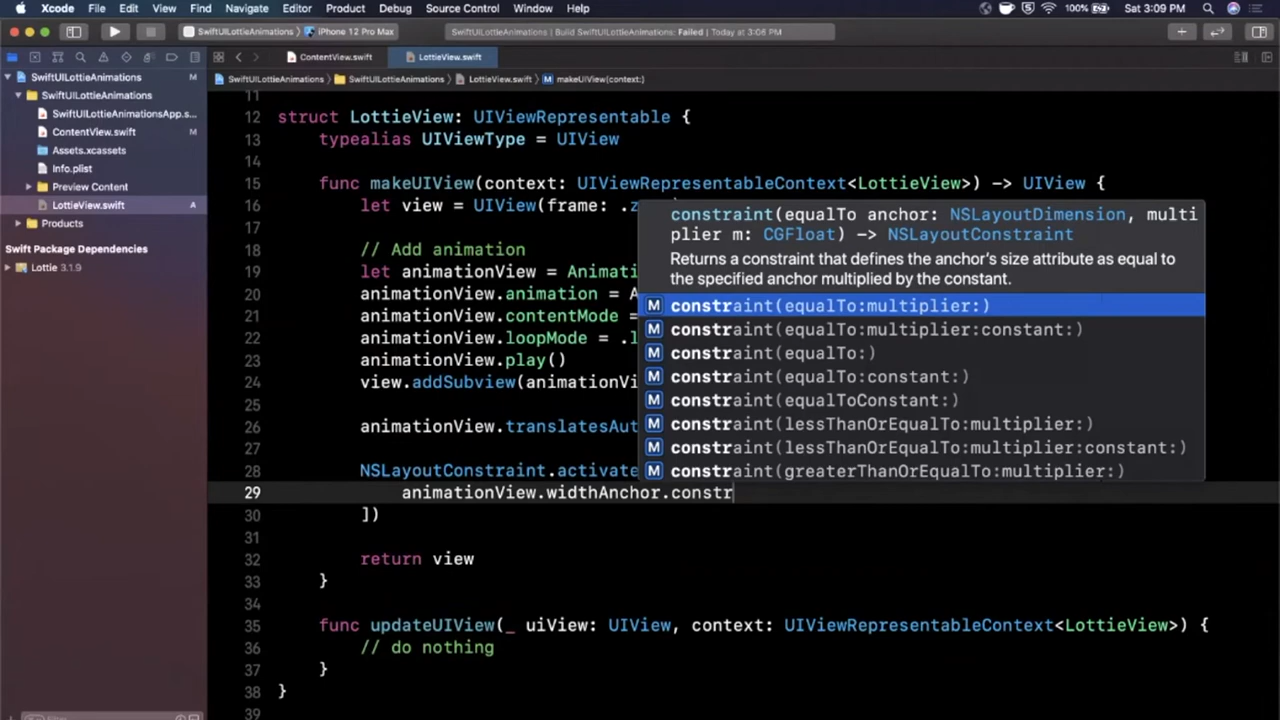 Xcode File Edit View Find Navigate Editor Product Debug Source Control Window Help 100% Sat 3:09 PM
SwiftUILottieAnimations iPhone 12 Pro Max SwiftUILottieAnimations | Build SwiftUILottieAnimations: Failed | Today at 3:06 PM
ContentView.swift LottieView.swift
SwiftUILottieAnimations M
SwiftUILottieAnimations SwiftUILottieAnimations LottieView.swift M makeUIView(context:)
SwiftUILottieAnimations
SwiftUILottieAnimationsApp.s...
ContentView.swift M
Assets.xcassets
Info.plist
Preview Content
LottieView.swift A
Products
Swift Package Dependencies
Lottie 3.1.9
11
12 struct LottieView: UIViewRepresentable {
13 typealias UIViewType = UIView
14
15 func makeUIView(context: UIViewRepresentableContext<LottieView>) -> UIView {
16 let view = UIView(frame: .z
17
18 // Add animation
19 let animationView = Animati
20 animationView.animation = A
21 animationView.contentMode =
22 animationView.loopMode = .l
23 animationView.play()
24 view.addSubview(animationVi
25
26 animationView.translatesAut
27
28 NSLayoutConstraint.activate
29 animationView.widthAnchor.constr
30 ])
31
32 return view
33 }
34
35 func updateUIView(_ uiView: UIView, context: UIViewRepresentableContext<LottieView>) {
36 // do nothing
37 }
38 }
39
constraint(equalTo anchor: NSLayoutDimension, multi
plier m: CGFloat) -> NSLayoutConstraint
Returns a constraint that defines the anchor's size attribute as equal to
the specified anchor multiplied by the constant.
M constraint(equalTo:multiplier:)
M constraint(equalTo:multiplier:constant:)
M constraint(equalTo:)
M constraint(equalTo:constant:)
M constraint(equalToConstant:)
M constraint(lessThanOrEqualTo:multiplier:)
M constraint(lessThanOrEqualTo:multiplier:constant:)
M constraint(greaterThanOrEqualTo:multiplier:)